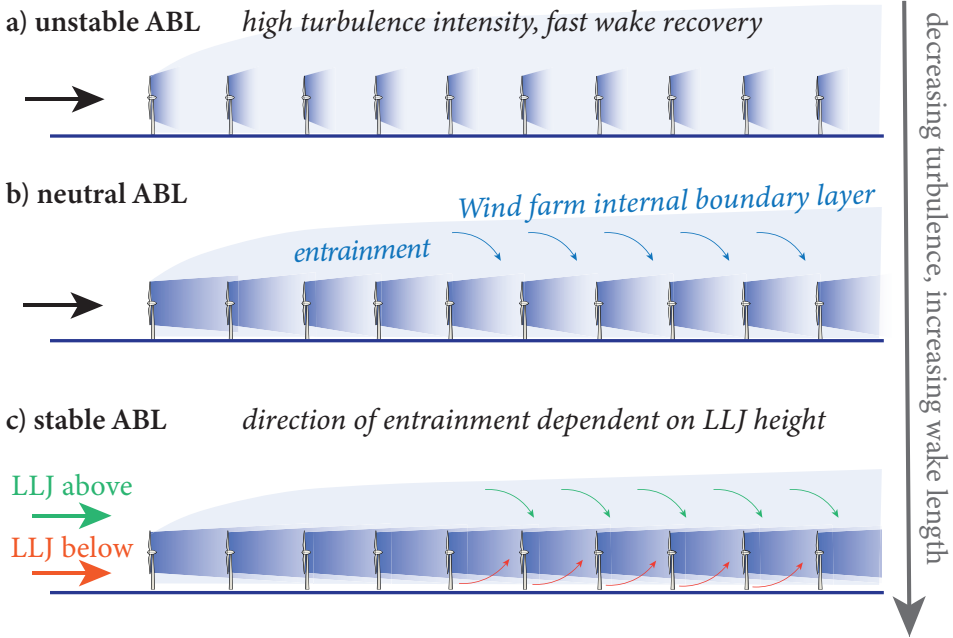 a) unstable ABL
high turbulence intensity, fast wake recovery
b) neutral ABL
Wind farm internal boundary layer
entrainment
c) stable ABL
direction of entrainment dependent on LLJ height
LLJ above
LLJ below
decreasing turbulence, increasing wake length